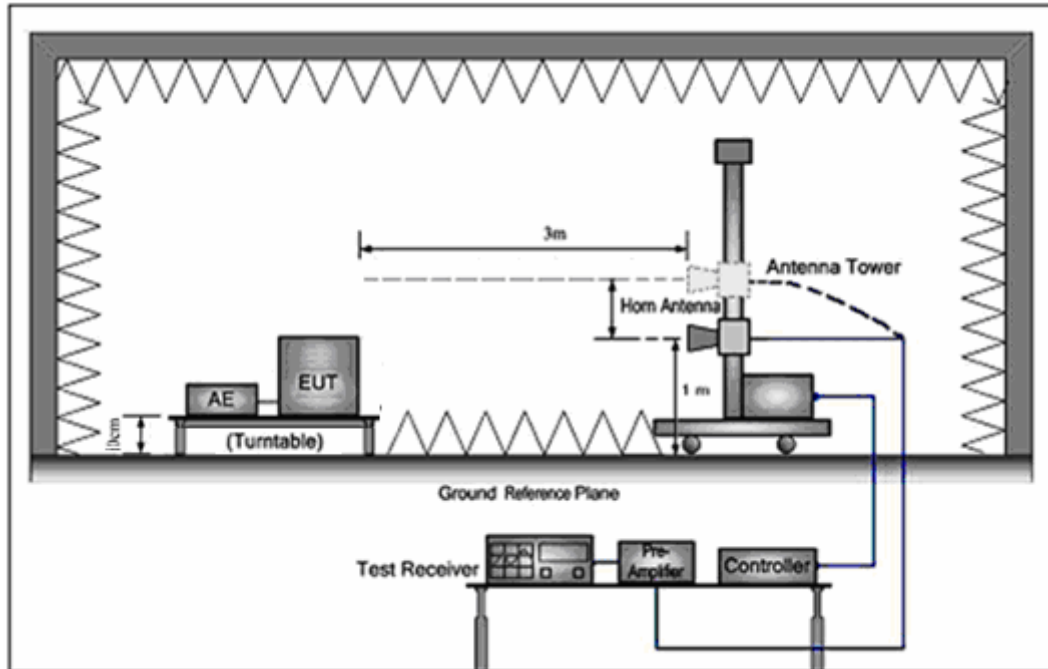 3m
Antenna Tower
Horn Antenna
1 m
EUT
AE
(Turntable)
Ground Reference Plane
Test Receiver
Pre-
Amplifier
Controller